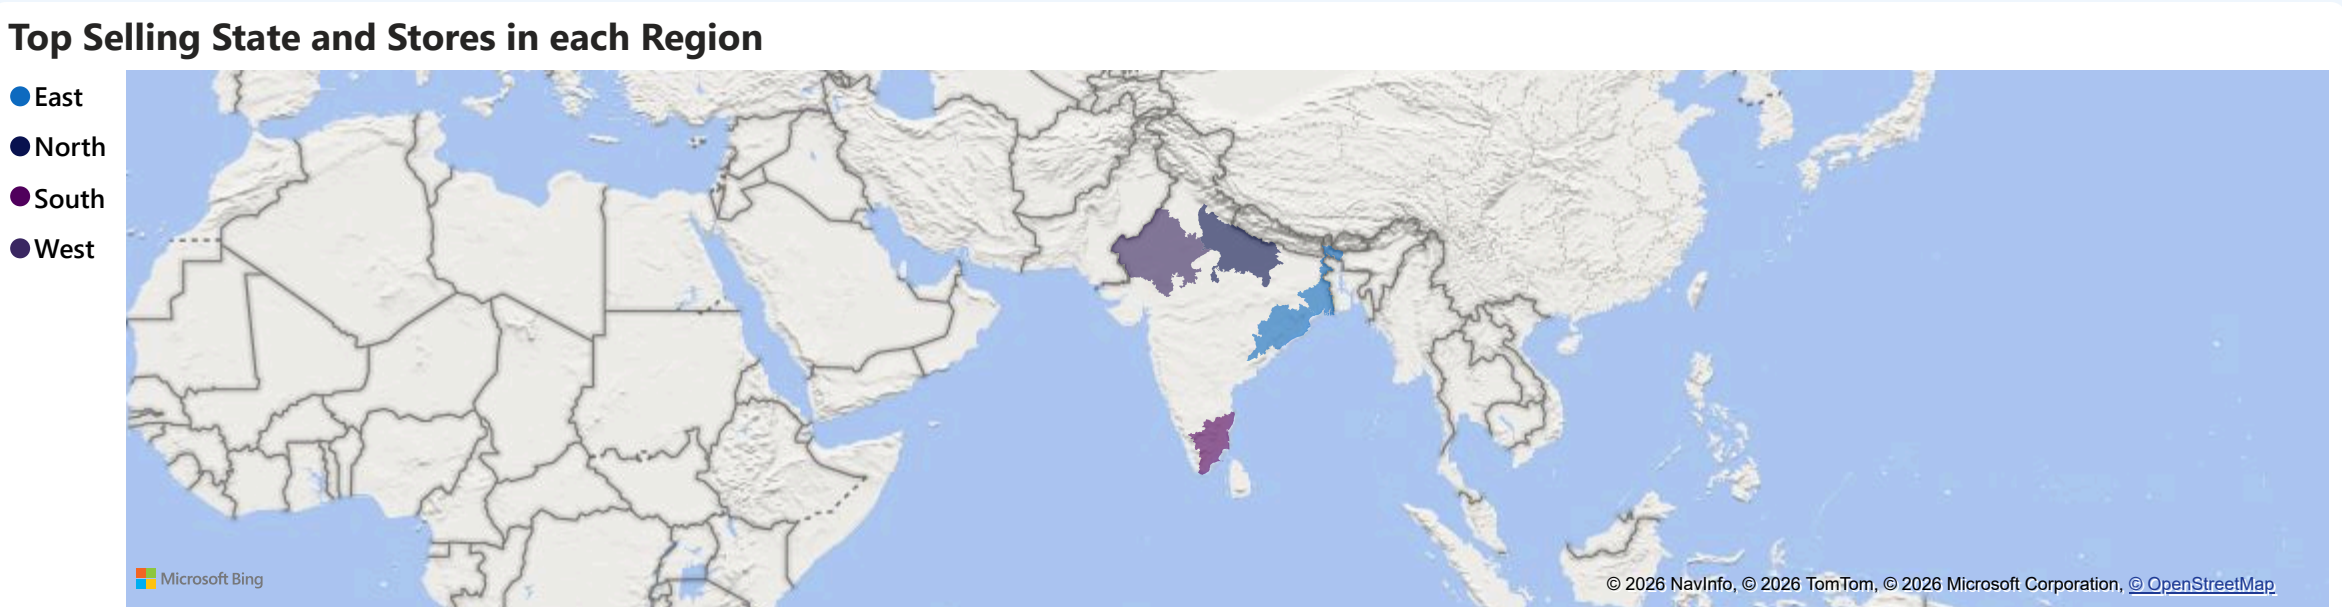 Top Selling State and Stores in each Region
East
North
South
West
Microsoft Bing
© 2026 NavInfo, © 2026 TomTom, © 2026 Microsoft Corporation, © OpenStreetMap